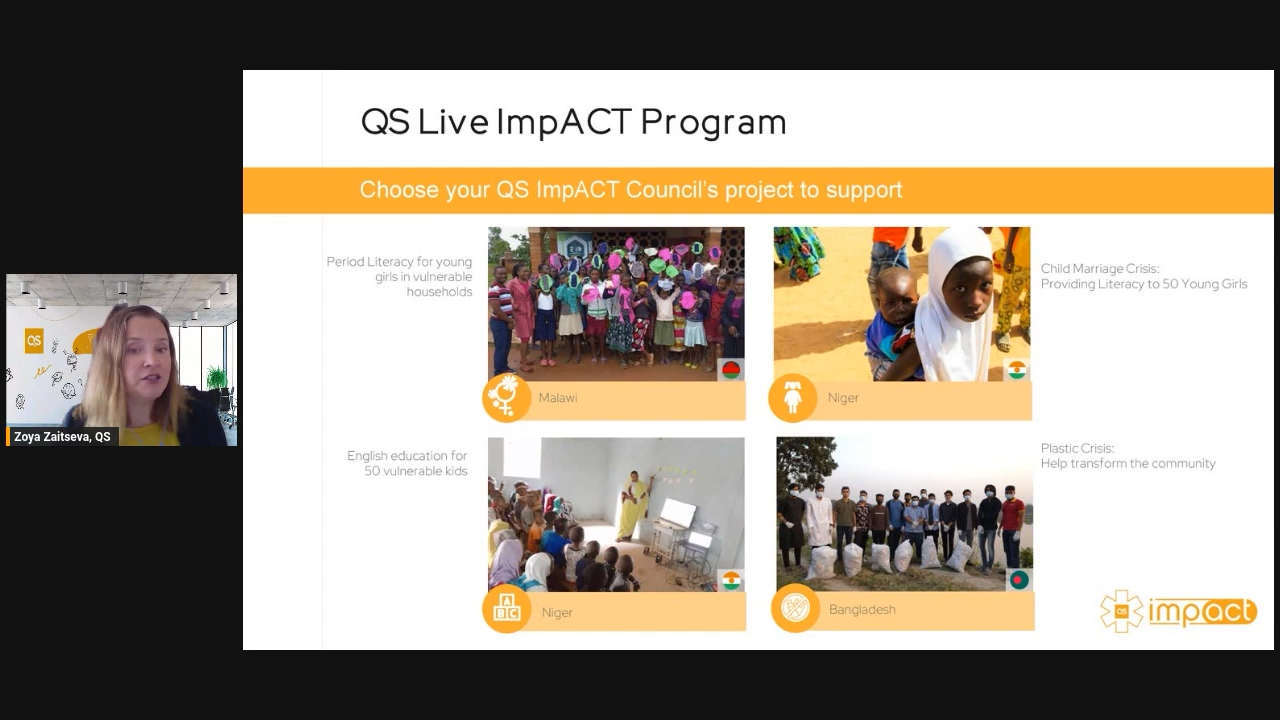 QS Live ImpACT Program
Choose your QS ImpACT Council's project to support
Period Literacy for young
girls in vulnerable
households
Malawi
Child Marriage Crisis:
Providing Literacy to 50 Young Girls
Niger
QS
Zoya Zaitseva, QS
English education for
50 vulnerable kids
A
B C
Niger
Plastic Crisis:
Help transform the community
Bangladesh
QS
impact